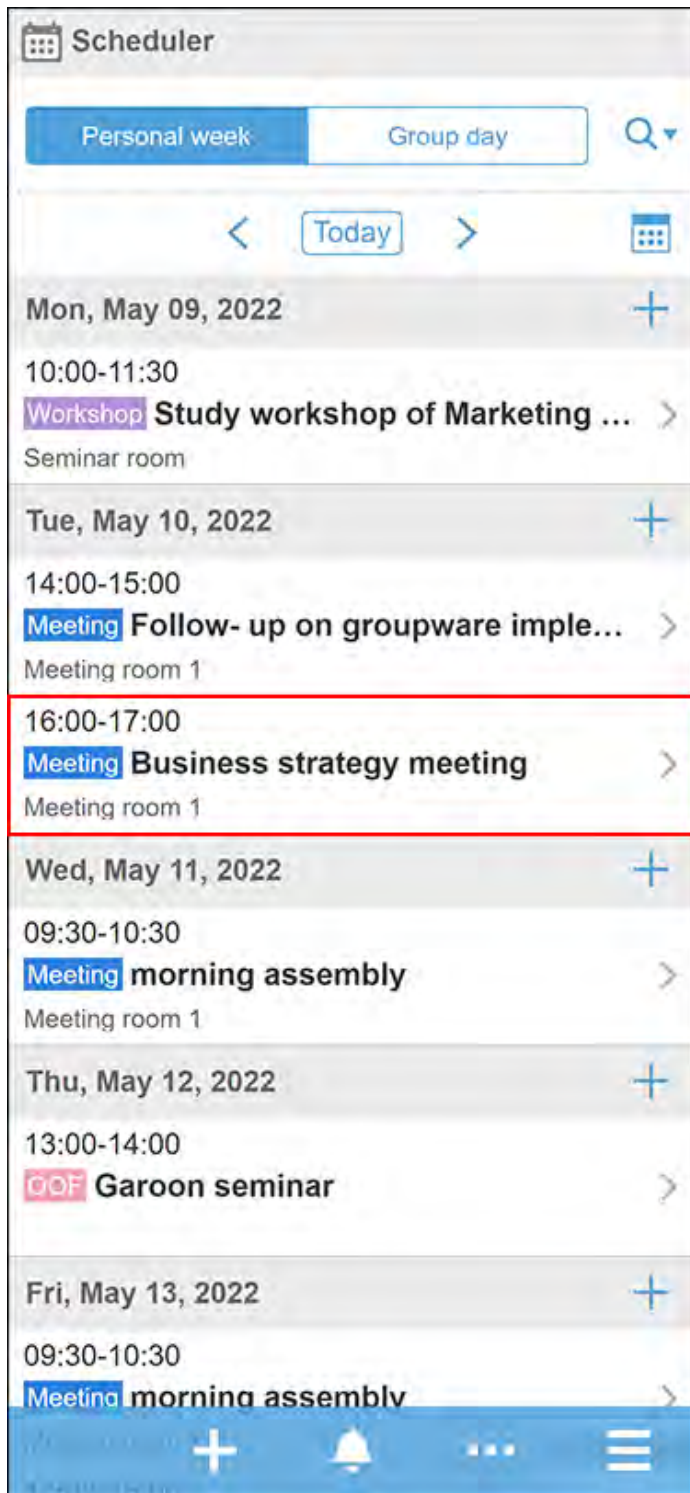 Scheduler
Personal week Group day
Today
Mon, May 09, 2022
10:00-11:30
Workshop Study workshop of Marketing ...
Seminar room
Tue, May 10, 2022
14:00-15:00
Meeting Follow- up on groupware imple...
Meeting room 1
16:00-17:00
Meeting Business strategy meeting
Meeting room 1
Wed, May 11, 2022
09:30-10:30
Meeting morning assembly
Meeting room 1
Thu, May 12, 2022
13:00-14:00
OOF Garoon seminar
Fri, May 13, 2022
09:30-10:30
Meeting morning assembly